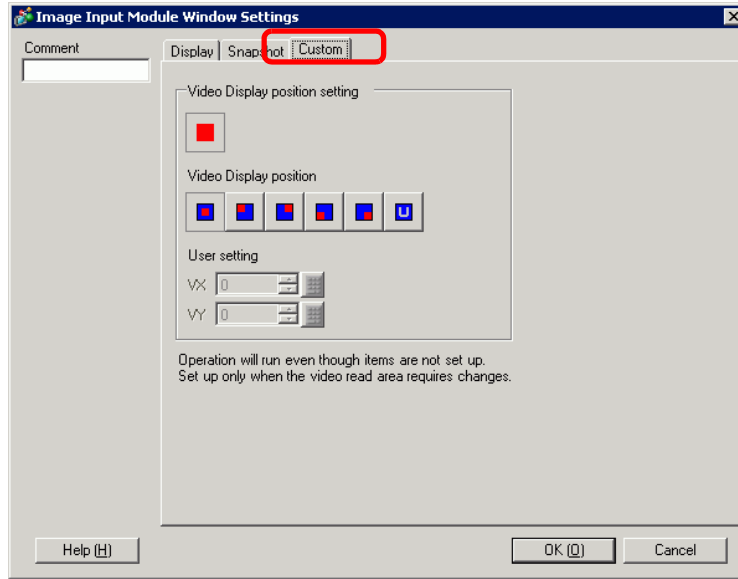 Image Input Module Window Settings
Comment
Display Snapshot Custom
Video Display position setting
Video Display position
U
User setting
VX 0
VY 0
Operation will run even though items are not set up.
Set up only when the video read area requires changes.
Help (H) OK (O) Cancel